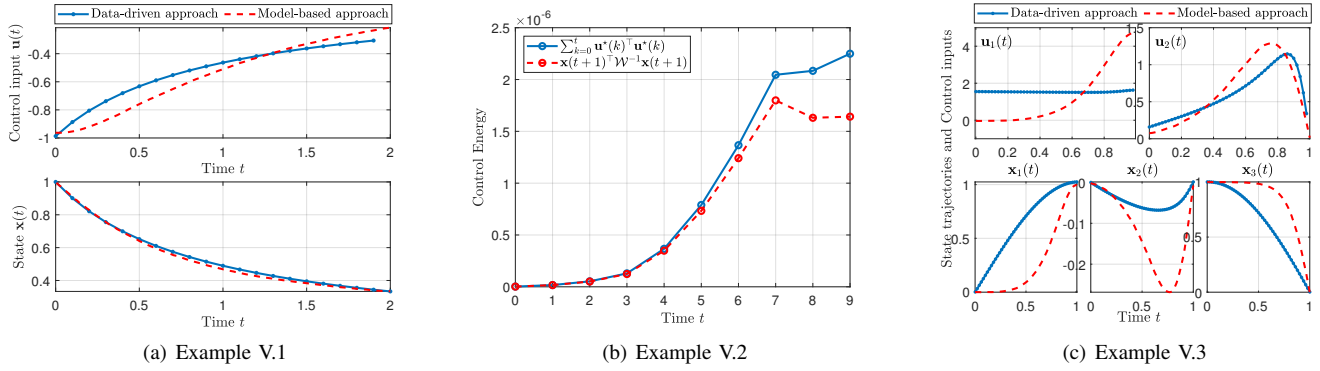 Data-driven approach Model-based approach
Control input u(t)
-0.4
-0.6
-0.8
-1
0 0.5 1 1.5 2
Time t
State x(t)
1
0.8
0.6
0.4
0 0.5 1 1.5 2
Time t
(a) Example V.1
×10⁻⁶
Control Energy
2.5
2
1.5
1
0.5
0
∑ₖ₌₀ᵗ u*(k)ᵀu*(k)
x(t+1)ᵀW⁻¹x(t+1)
0 1 2 3 4 5 6 7 8 9
Time t
(b) Example V.2
Data-driven approach Model-based approach
State trajectories and Control inputs
u₁(t)
4
2
0
0 0.2 0.4 0.6 0.8
u₂(t)
1.5
1
0.5
0
0 0.2 0.4 0.6 0.8 1
x₁(t) x₂(t) x₃(t)
1
0.5
0
0 0.5 1
0
-0.1
-0.2
0 0.5 1
1
0.5
0
0 0.5 1
Time t
(c) Example V.3